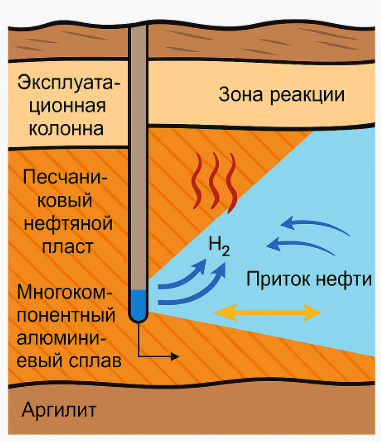 Эксплуата-
ционная
колонна
Зона реакции
Песчани-
ковый
нефтяной
пласт
H2
Приток нефти
Многоком-
понентный
алюмини-
евый сплав
Аргилит